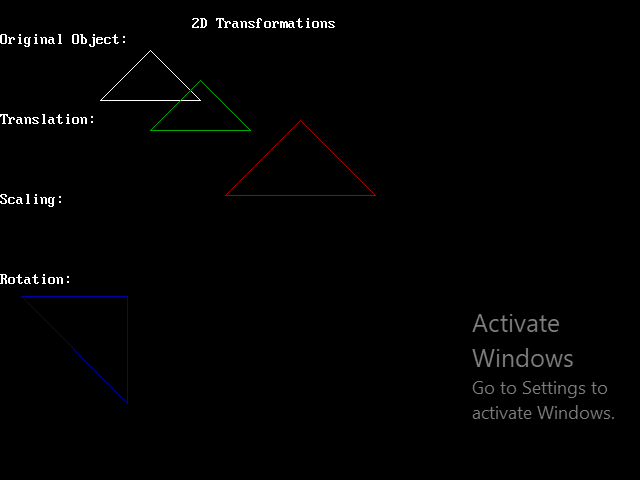 2D Transformations
Original Object:
Translation:
Scaling:
Rotation:
Activate
Windows
Go to Settings to
activate Windows.